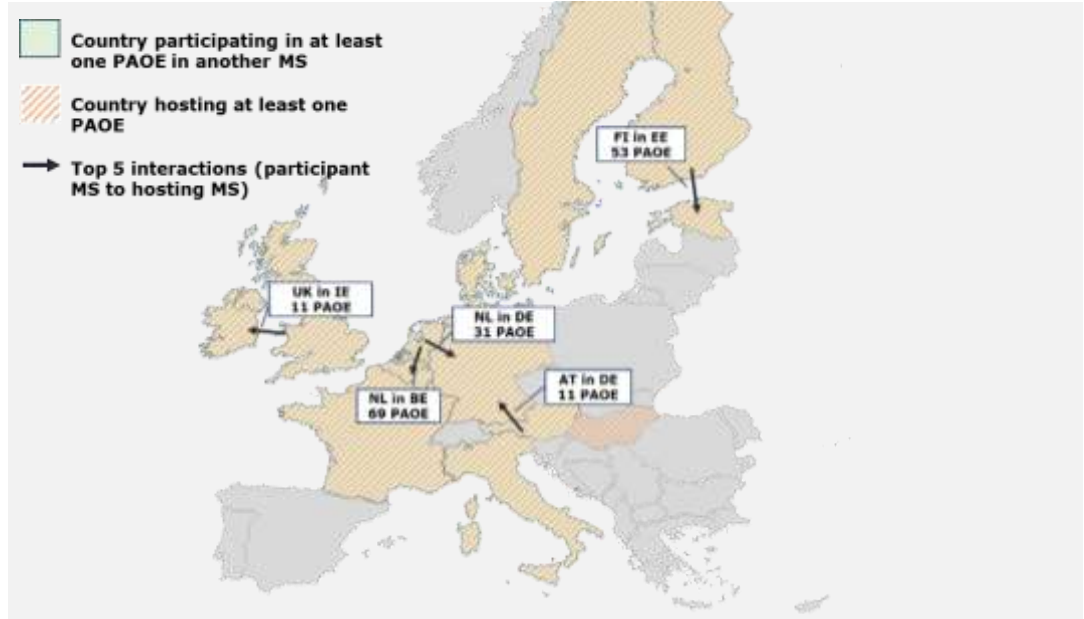 Country participating in at least
one PAOE in another MS
Country hosting at least one
PAOE
Top 5 interactions (participant
MS to hosting MS)
FI in EE
53 PAOE
UK in IE
11 PAOE
NL in DE
31 PAOE
AT in DE
11 PAOE
NL in BE
69 PAOE